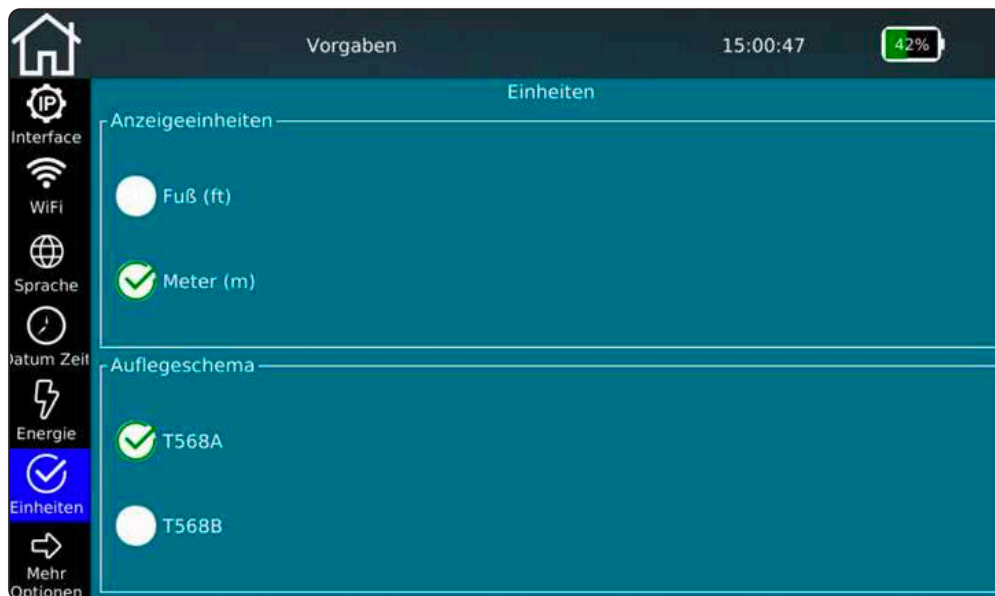 Vorgaben 15:00:47 42%
IP
Interface
WiFi
Sprache
Datum Zeit
Energie
Einheiten
Mehr
Optionen
Einheiten
Anzeigeeinheiten
Fuß (ft)
Meter (m)
Auflegeschema
T568A
T568B